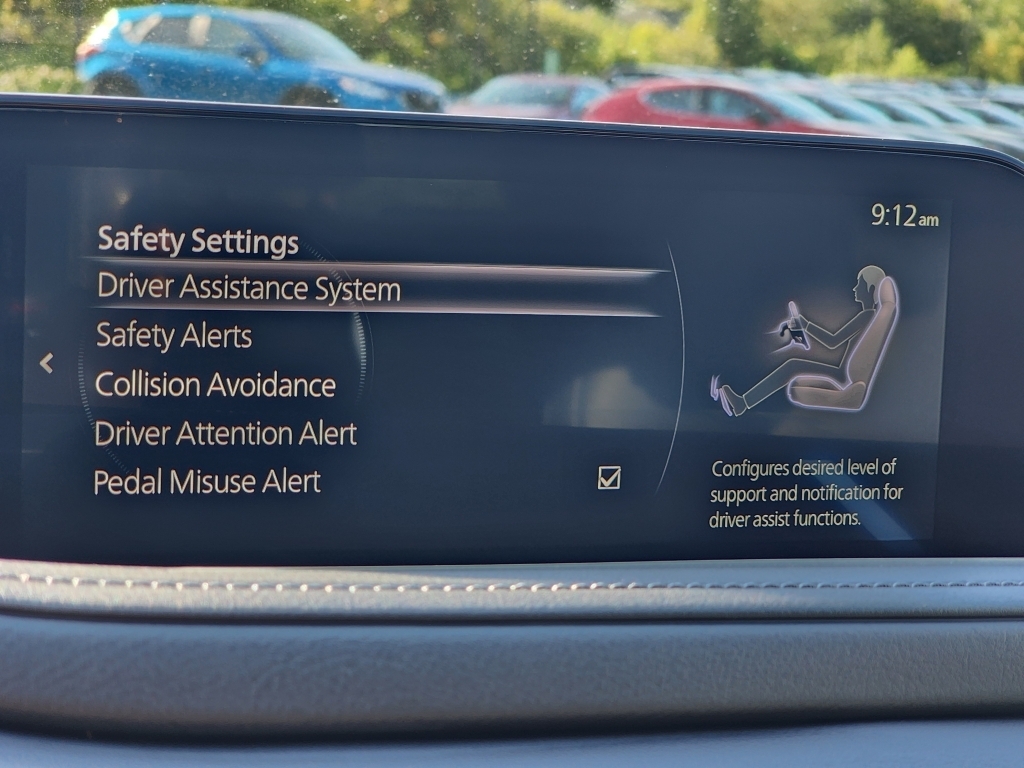 9:12am
Safety Settings
Driver Assistance System
Safety Alerts
Collision Avoidance
Driver Attention Alert
Pedal Misuse Alert
Configures desired level of
support and notification for
driver assist functions.